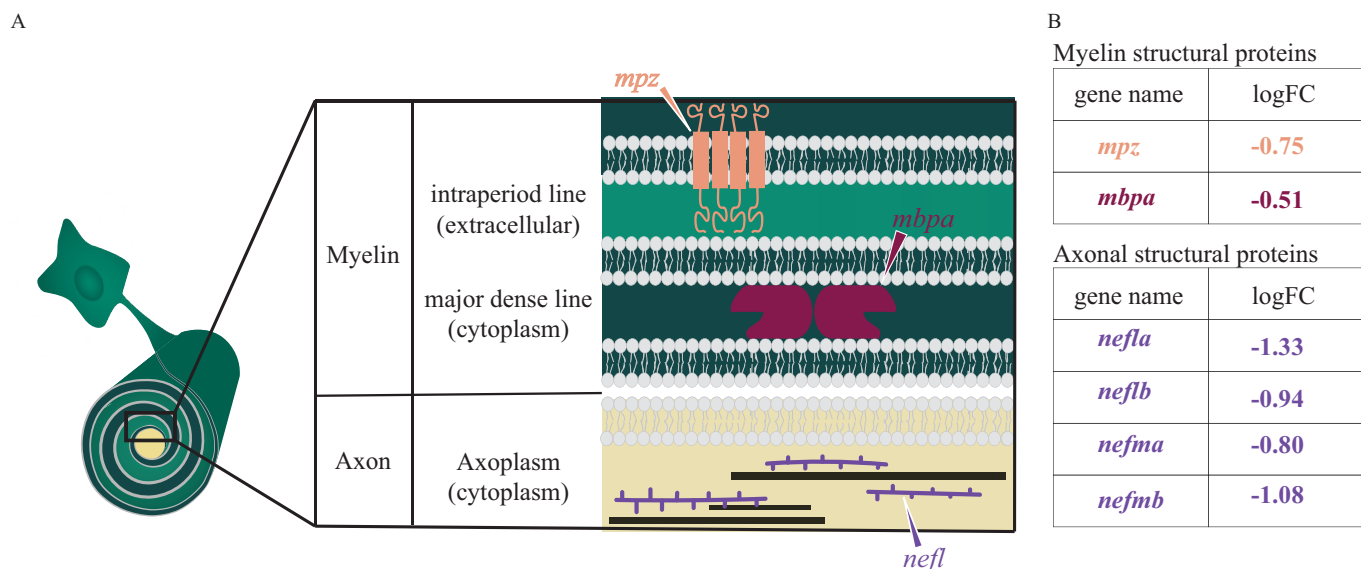 A
mpz
Myelin
intraperiod line
(extracellular)
mbpa
major dense line
(cytoplasm)
Axon
Axoplasm
(cytoplasm)
nefl
B
Myelin structural proteins
gene name logFC
mpz -0.75
mbpa -0.51
Axonal structural proteins
gene name logFC
nefla -1.33
neflb -0.94
nefma -0.80
nefmb -1.08